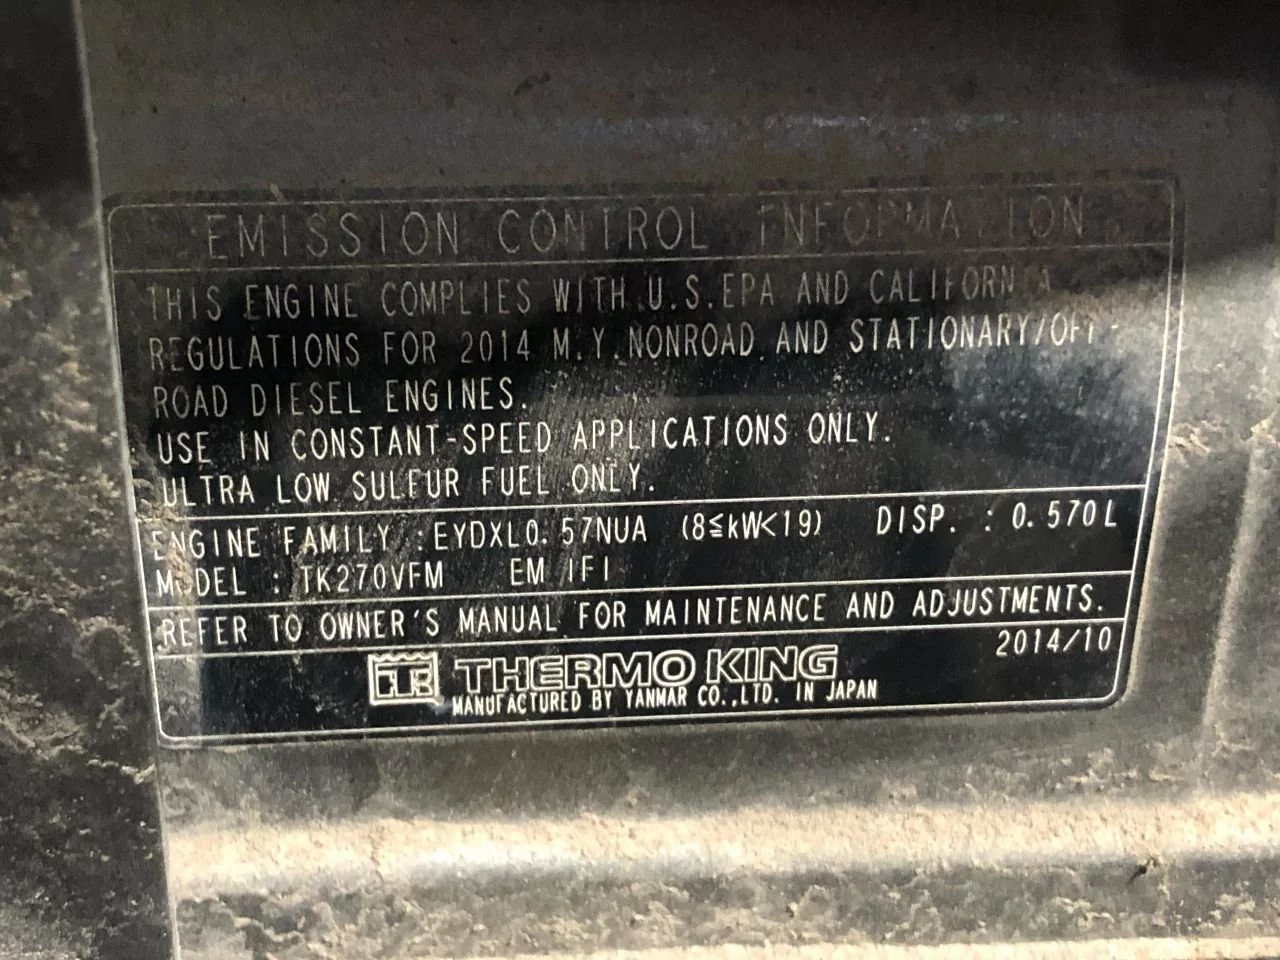 EMISSION CONTROL INFORMATION
THIS ENGINE COMPLIES WITH U.S.EPA AND CALIFORNIA
REGULATIONS FOR 2014 M.Y.NONROAD AND STATIONARY/OFF-
ROAD DIESEL ENGINES.
USE IN CONSTANT-SPEED APPLICATIONS ONLY.
ULTRA LOW SULFUR FUEL ONLY.
ENGINE FAMILY :EYDXL0.57NUA (8≦kW<19) DISP. : 0.570L
MODEL : TK270VFM EM IFI
REFER TO OWNER'S MANUAL FOR MAINTENANCE AND ADJUSTMENTS.
2014/10
TK THERMO KING
MANUFACTURED BY YANMAR CO.,LTD. IN JAPAN